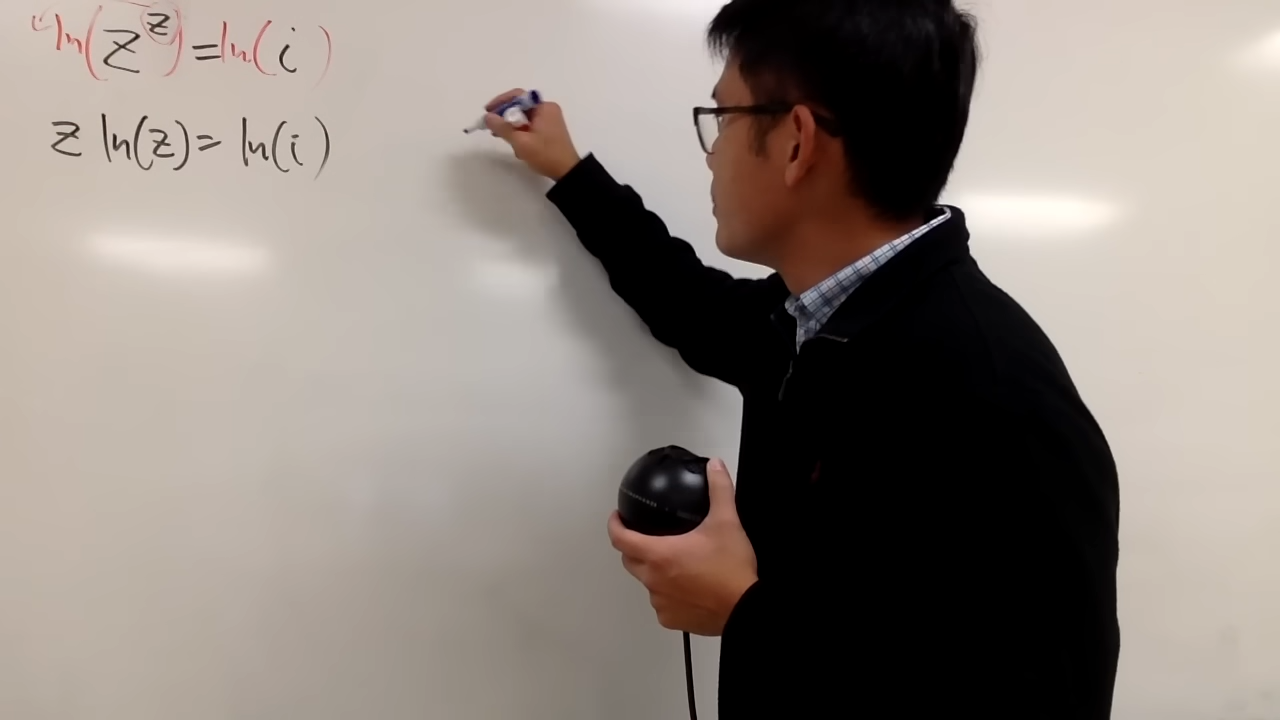 ln(z^z) = ln(i)
z ln(z) = ln(i)